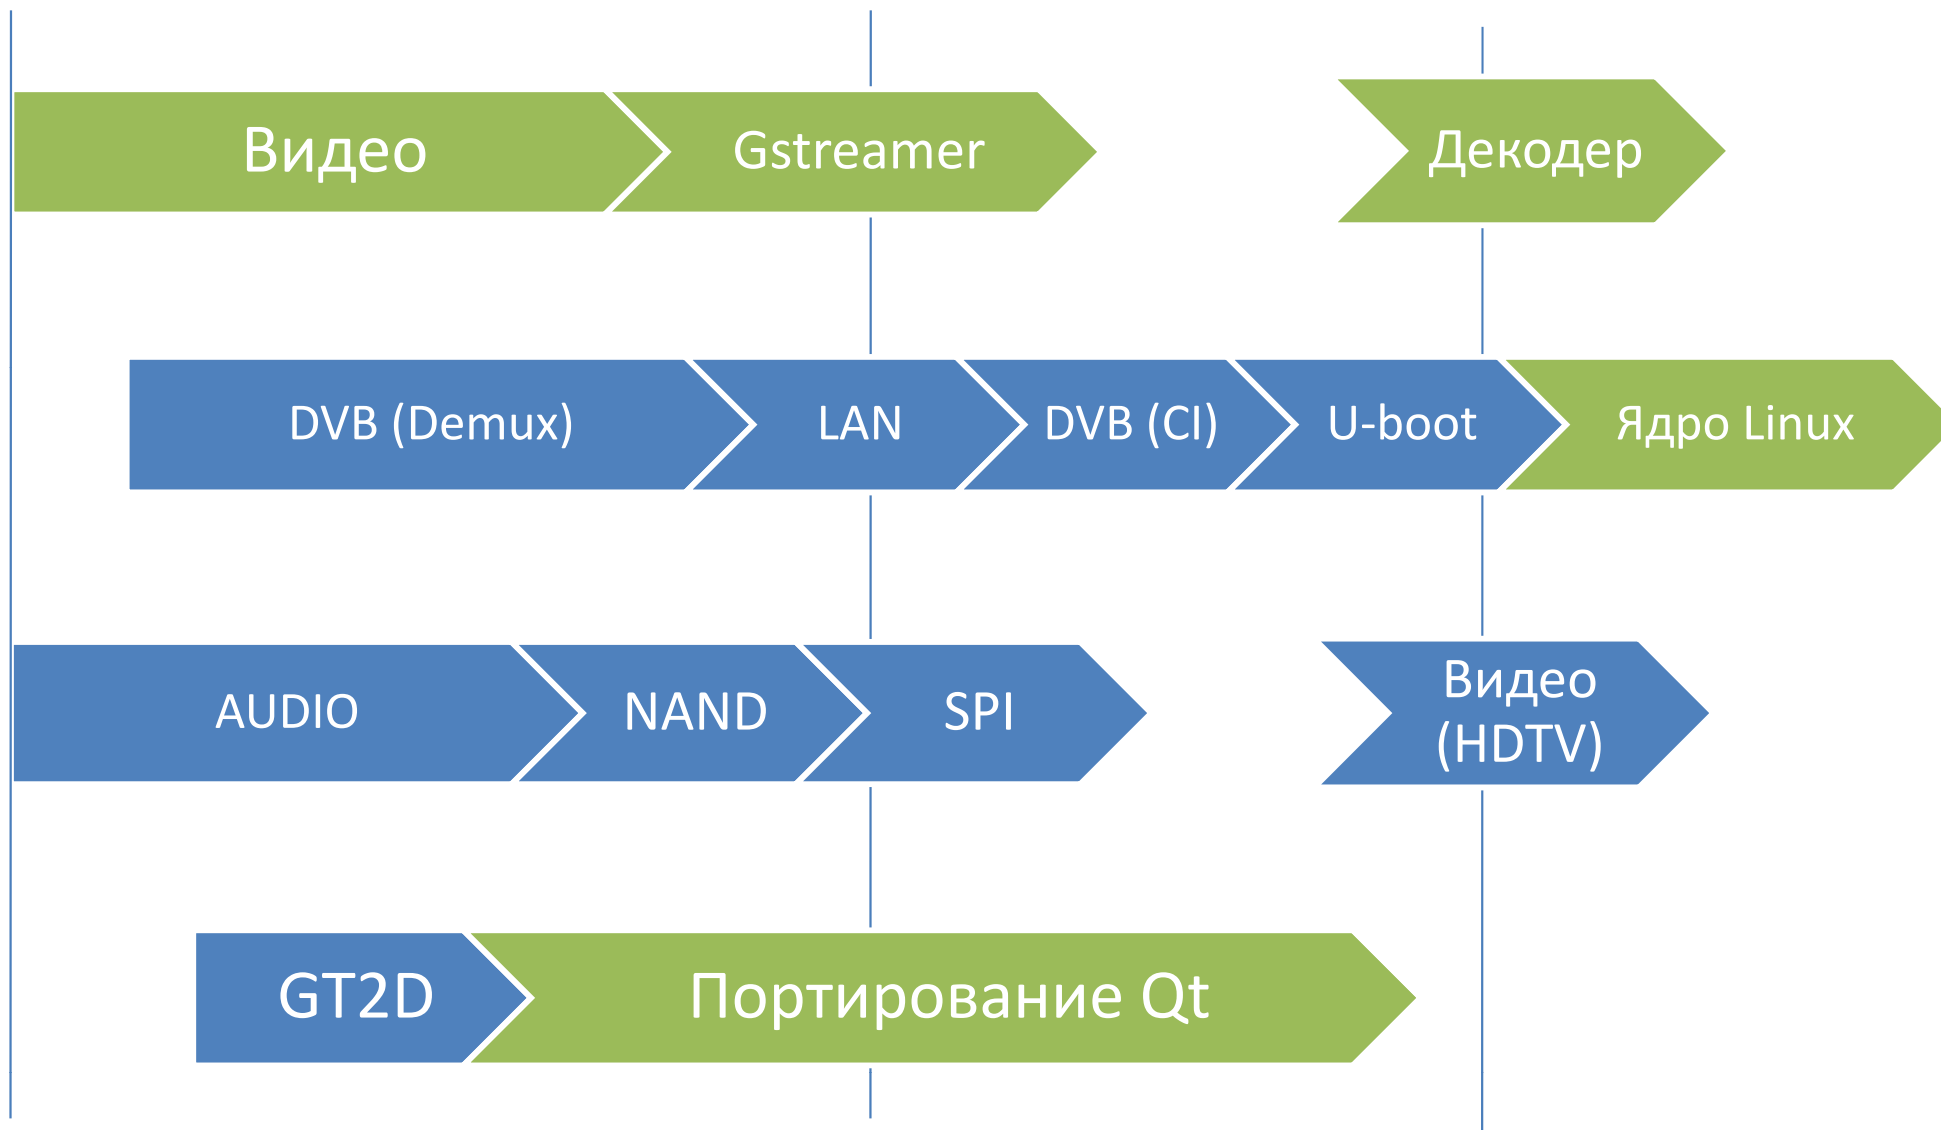 Видео
Gstreamer
Декодер
DVB (Demux)
LAN
DVB (CI)
U-boot
Ядро Linux
AUDIO
NAND
SPI
Видео
(HDTV)
GT2D
Портирование Qt